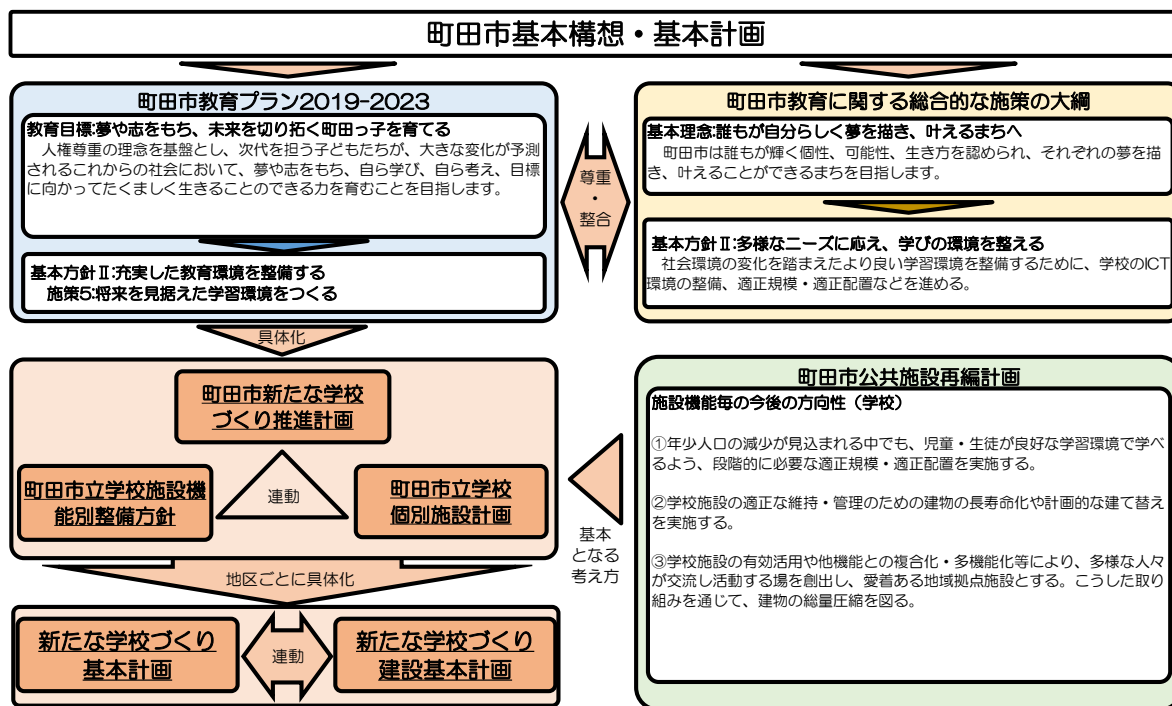 町田市基本構想・基本計画
町田市教育プラン2019-2023
教育目標:夢や志をもち、未来を切り拓く町田っ子を育てる
人権尊重の理念を基盤とし、次代を担う子どもたちが、大きな変化が予測
されるこれからの社会において、夢や志をもち、自ら学び、自ら考え、目標
に向かってたくましく生きることのできる力を育むことを目指します。
基本方針Ⅱ:充実した教育環境を整備する
施策5:将来を見据えた学習環境をつくる
尊重
・
整合
町田市教育に関する総合的な施策の大綱
基本理念:誰もが自分らしく夢を描き、叶えるまちへ
町田市は誰もが輝く個性、可能性、生き方を認められ、それぞれの夢を描
き、叶えることができるまちを目指します。
基本方針Ⅱ:多様なニーズに応え、学びの環境を整える
社会環境の変化を踏まえたより良い学習環境を整備するために、学校のICT
環境の整備、適正規模・適正配置などを進める。
具体化
町田市新たな学校
づくり推進計画
町田市立学校施設機
能別整備方針
連動
町田市立学校
個別施設計画
地区ごとに具体化
新たな学校づくり
基本計画
連動
新たな学校づくり
建設基本計画
基本
となる
考え方
町田市公共施設再編計画
施設機能毎の今後の方向性（学校）
①年少人口の減少が見込まれる中でも、児童・生徒が良好な学習環境で学べ
るよう、段階的に必要な適正規模・適正配置を実施する。
②学校施設の適正な維持・管理のための建物の長寿命化や計画的な建て替え
を実施する。
③学校施設の有効活用や他機能との複合化・多機能化等により、多様な人々
が交流し活動する場を創出し、愛着ある地域拠点施設とする。こうした取り
組みを通じて、建物の総量圧縮を図る。